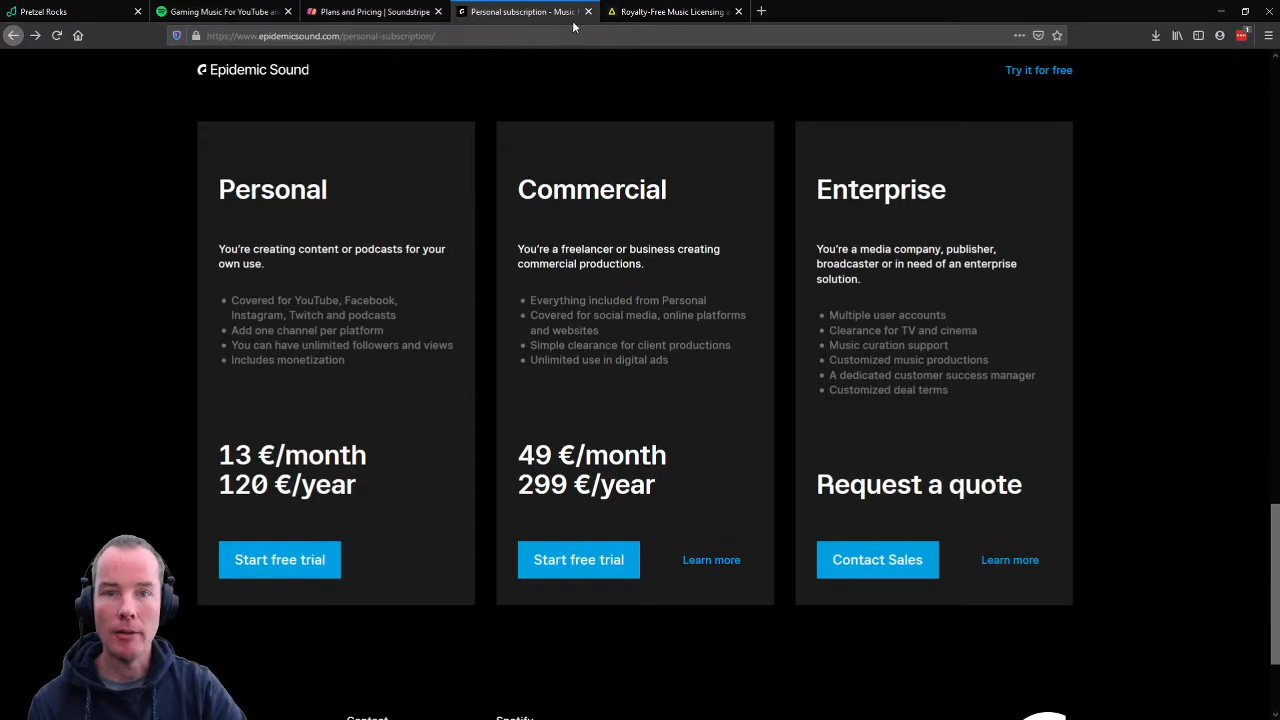 Pretzel Rocks
Gaming Music For YouTube an
Plans and Pricing | Soundstripe
Personal subscription - Music
Royalty-Free Music Licensing
https://www.epidemicsound.com/personal-subscription/
1
Epidemic Sound
Try it for free
Personal
You're creating content or podcasts for your
own use.
• Covered for YouTube, Facebook,
Instagram, Twitch and podcasts
• Add one channel per platform
• You can have unlimited followers and views
• Includes monetization
13 €/month
120 €/year
Start free trial
Commercial
You're a freelancer or business creating
commercial productions.
• Everything included from Personal
• Covered for social media, online platforms
and websites
• Simple clearance for client productions
• Unlimited use in digital ads
49 €/month
299 €/year
Start free trial
Learn more
Enterprise
You're a media company, publisher,
broadcaster or in need of an enterprise
solution.
• Multiple user accounts
• Clearance for TV and cinema
• Music curation support
• Customized music productions
• A dedicated customer success manager
• Customized deal terms
Request a quote
Contact Sales
Learn more
Contact
Spotify